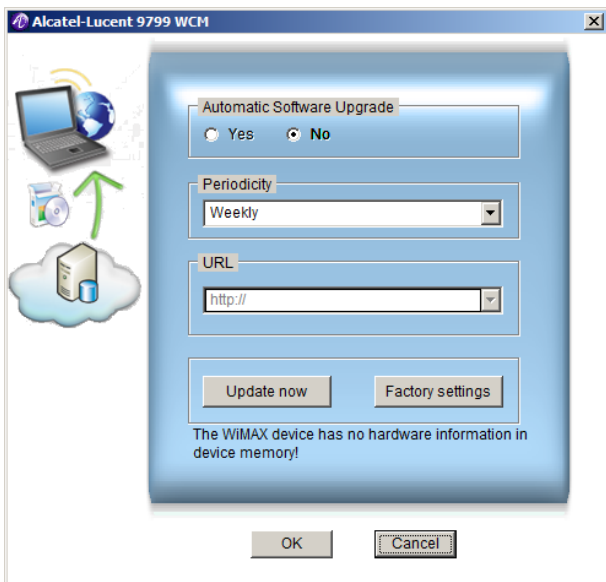 Alcatel-Lucent 9799 WCM
Automatic Software Upgrade
Yes No
Periodicity
Weekly
URL
http://
Update now Factory settings
The WiMAX device has no hardware information in
device memory!
OK Cancel